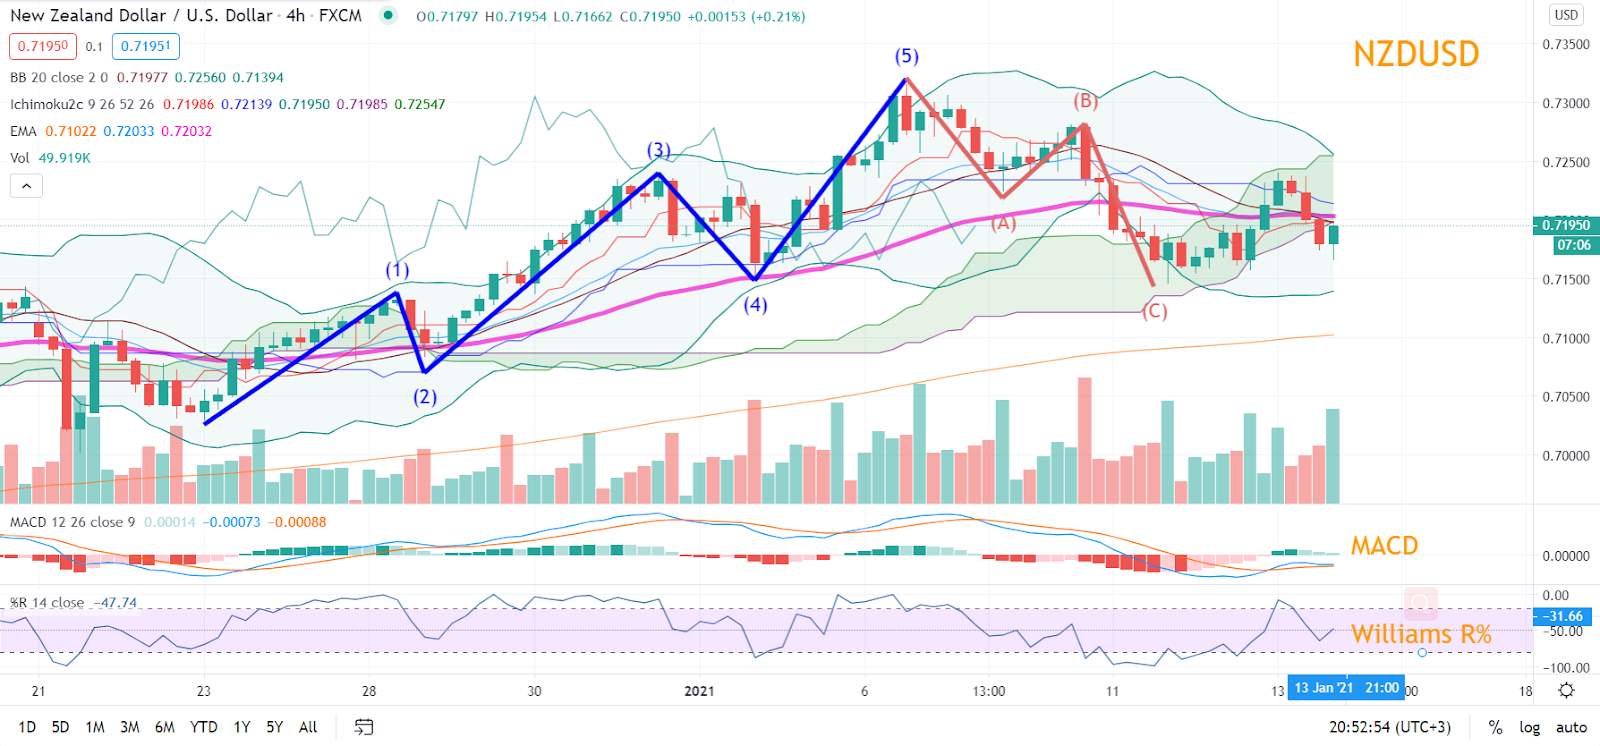 New Zealand Dollar / U.S. Dollar · 4h · FXCM O0.71797 H0.71954 L0.71662 C0.71950 +0.00153 (+0.21%)
USD
0.71950 0.1 0.71951
0.73500
NZDUSD
BB 20 close 2 0 0.71977 0.72560 0.71394
Ichimoku2c 9 26 52 26 0.71986 0.72139 0.71950 0.71985 0.72547
EMA 0.71022 0.72033 0.72032
Vol 49.919K
(5)
(B)
0.73000
(3)
0.72500
(A)
0.71950
07:06
(1)
0.71500
(4)
(C)
0.71000
(2)
0.70500
0.70000
MACD 12 26 close 9 0.00014 −0.00073 −0.00088
MACD
0.00000
%R 14 close −47.74
0.00
−31.66
Williams R%
−50.00
−100.00
21 23 28 30 2021 6 13:00 11 13 13 Jan '21 21:00 :00 18
1D 5D 1M 3M 6M YTD 1Y 5Y All 20:52:54 (UTC+3) % log auto